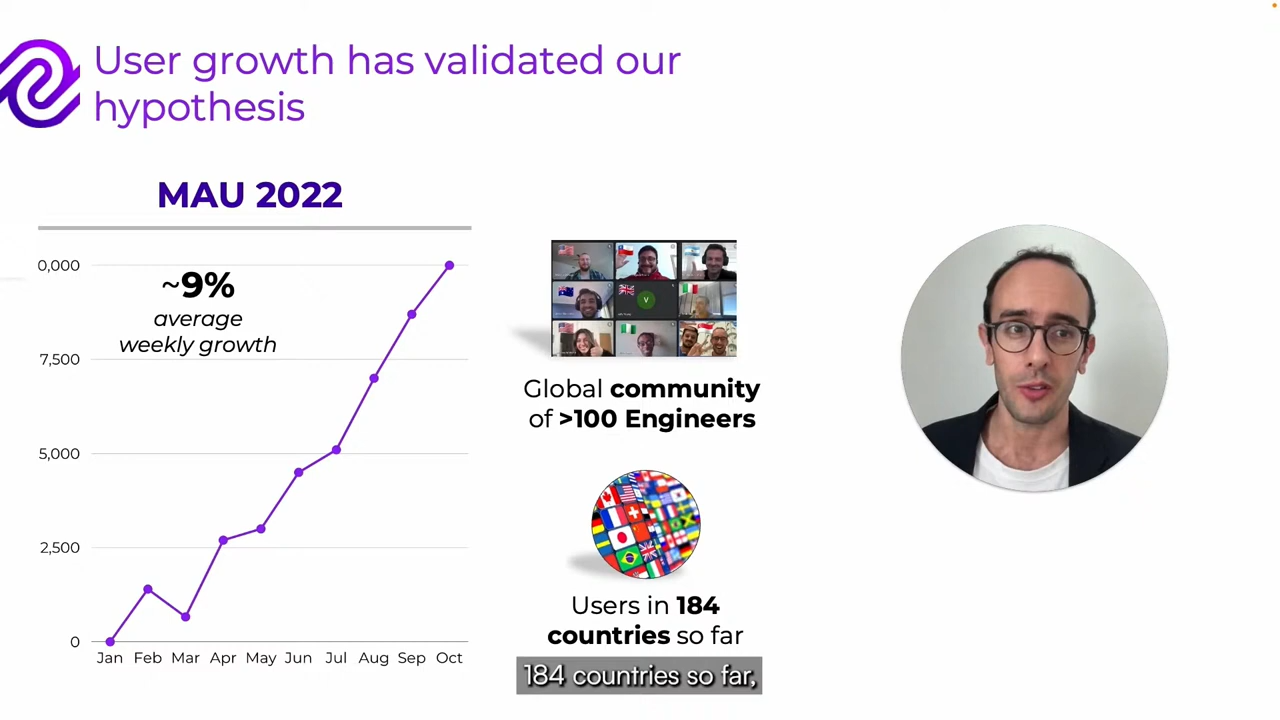 User growth has validated our
hypothesis
MAU 2022
0,000
7,500
5,000
2,500
0
~9%
average
weekly growth
Jan Feb Mar Apr May Jun Jul Aug Sep Oct
V
Global community
of >100 Engineers
Users in 184
countries so far
184 countries so far,